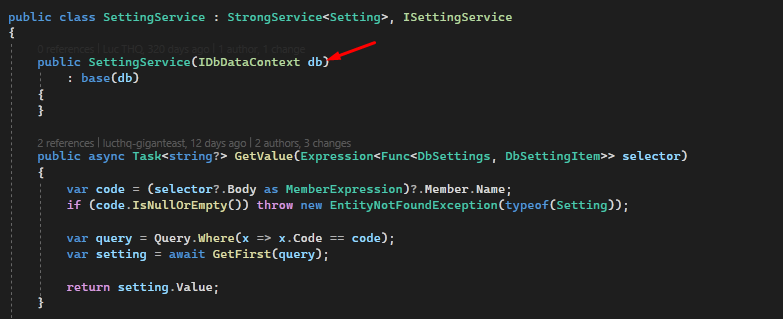 public class SettingService : StrongService<Setting>, ISettingService
{
0 references | Luc THQ, 320 days ago | 1 author, 1 change
public SettingService(IDbDataContext db)
: base(db)
{
}
2 references | lucthq-giganteast, 12 days ago | 2 authors, 3 changes
public async Task<string?> GetValue(Expression<Func<DbSettings, DbSettingItem>> selector)
{
var code = (selector?.Body as MemberExpression)?.Member.Name;
if (code.IsNullOrEmpty()) throw new EntityNotFoundException(typeof(Setting));
var query = Query.Where(x => x.Code == code);
var setting = await GetFirst(query);
return setting.Value;
}